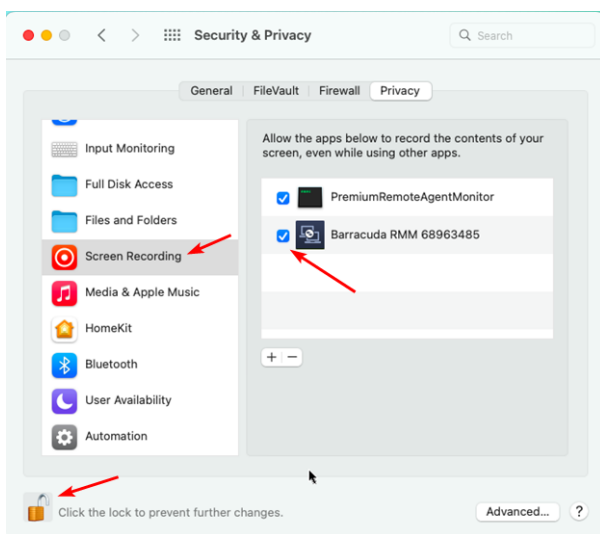 Security & Privacy
Search
General
FileVault
Firewall
Privacy
Input Monitoring
Full Disk Access
Files and Folders
Screen Recording
Media & Apple Music
HomeKit
Bluetooth
User Availability
Automation
Allow the apps below to record the contents of your
screen, even while using other apps.
PremiumRemoteAgentMonitor
Barracuda RMM 68963485
+ −
Click the lock to prevent further changes.
Advanced...
?